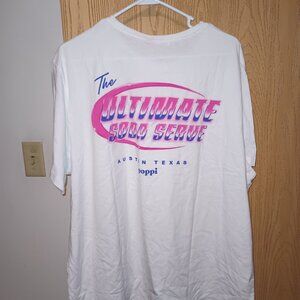 The
ULTIMATE
SODA SERVE
AUSTIN TEXAS
poppi